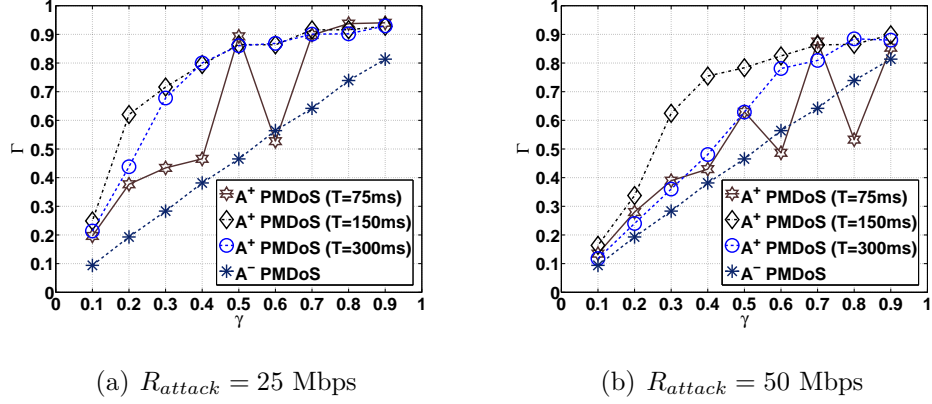 1
0.9
0.8
0.7
0.6
0.5
0.4
0.3
0.2
0.1
0
Γ
0 0.1 0.2 0.3 0.4 0.5 0.6 0.7 0.8 0.9 1
γ
A+ PMDoS (T=75ms)
A+ PMDoS (T=150ms)
A+ PMDoS (T=300ms)
A− PMDoS
(a) Rattack = 25 Mbps
1
0.9
0.8
0.7
0.6
0.5
0.4
0.3
0.2
0.1
0
Γ
0 0.1 0.2 0.3 0.4 0.5 0.6 0.7 0.8 0.9 1
γ
A+ PMDoS (T=75ms)
A+ PMDoS (T=150ms)
A+ PMDoS (T=300ms)
A− PMDoS
(b) Rattack = 50 Mbps